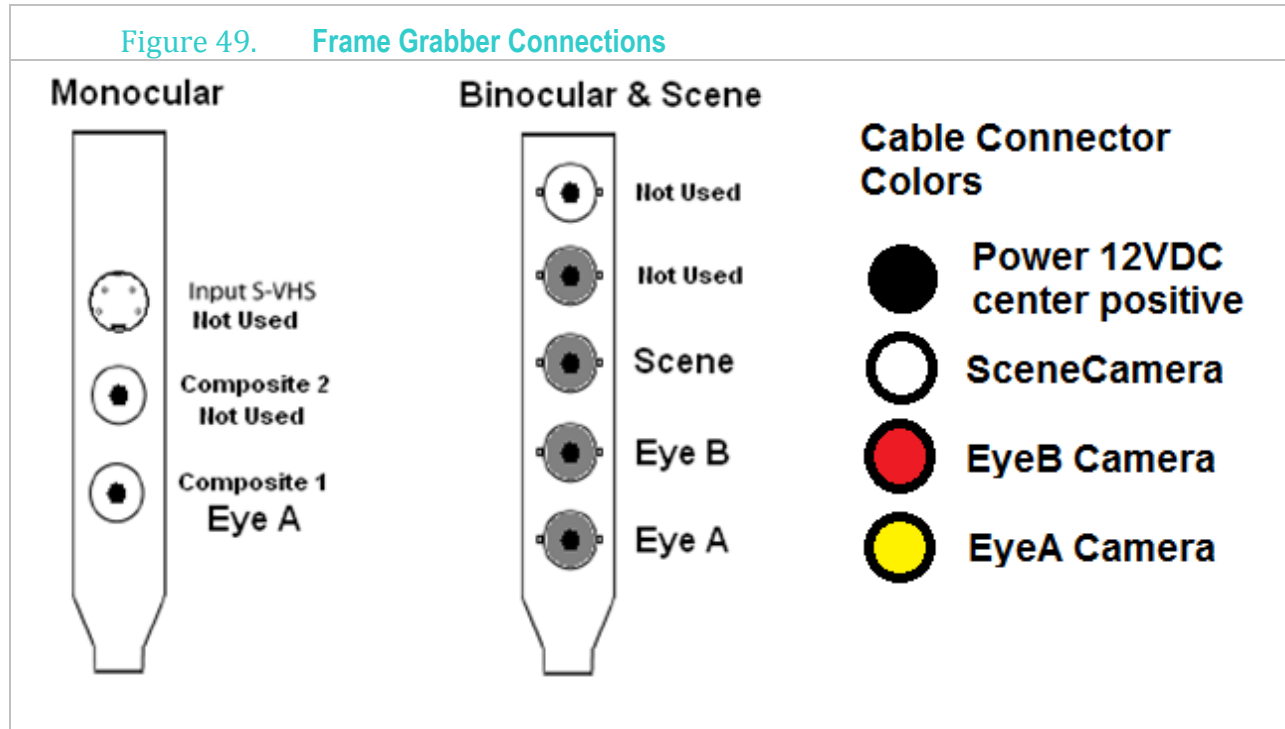 Figure 49. Frame Grabber Connections
Monocular
Input S-VHS
Not Used
Composite 2
Not Used
Composite 1
Eye A
Binocular & Scene
Not Used
Not Used
Scene
Eye B
Eye A
Cable Connector
Colors
Power 12VDC
center positive
SceneCamera
EyeB Camera
EyeA Camera